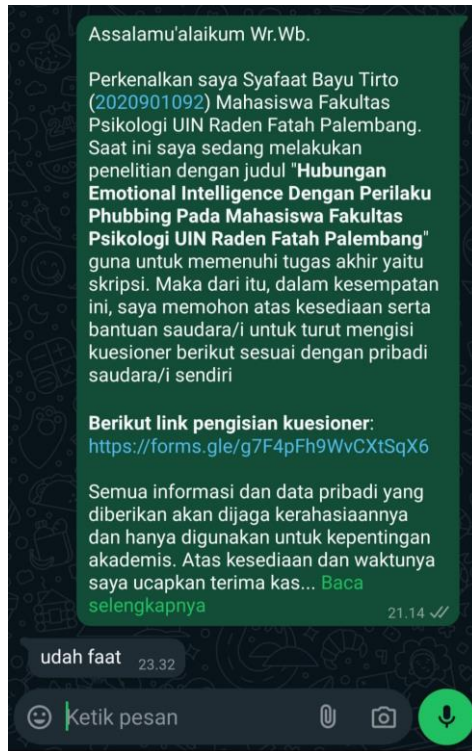 Assalamu'alaikum Wr.Wb.
Perkenalkan saya Syafaat Bayu Tirto
(2020901092) Mahasiswa Fakultas
Psikologi UIN Raden Fatah Palembang.
Saat ini saya sedang melakukan
penelitian dengan judul "Hubungan
Emotional Intelligence Dengan Perilaku
Phubbing Pada Mahasiswa Fakultas
Psikologi UIN Raden Fatah Palembang"
guna untuk memenuhi tugas akhir yaitu
skripsi. Maka dari itu, dalam kesempatan
ini, saya memohon atas kesediaan serta
bantuan saudara/i untuk turut mengisi
kuesioner berikut sesuai dengan pribadi
saudara/i sendiri
Berikut link pengisian kuesioner:
https://forms.gle/g7F4pFh9WvCXtSqX6
Semua informasi dan data pribadi yang
diberikan akan dijaga kerahasiaannya
dan hanya digunakan untuk kepentingan
akademis. Atas kesediaan dan waktunya
saya ucapkan terima kas... Baca
selengkapnya
21.14
udah faat 23.32
Ketik pesan